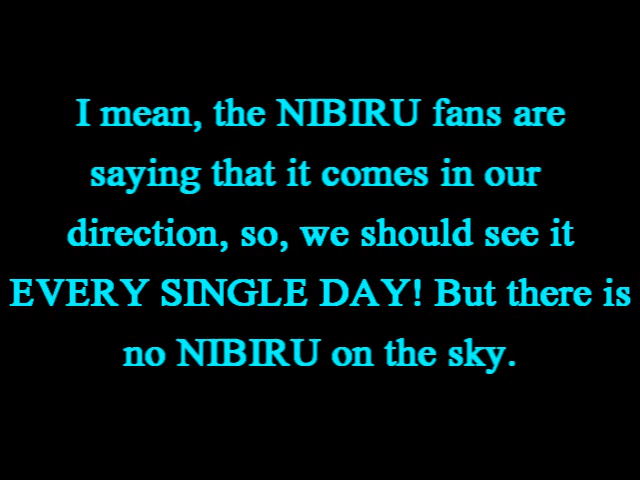 I mean, the NIBIRU fans are
saying that it comes in our
direction, so, we should see it
EVERY SINGLE DAY! But there is
no NIBIRU on the sky.